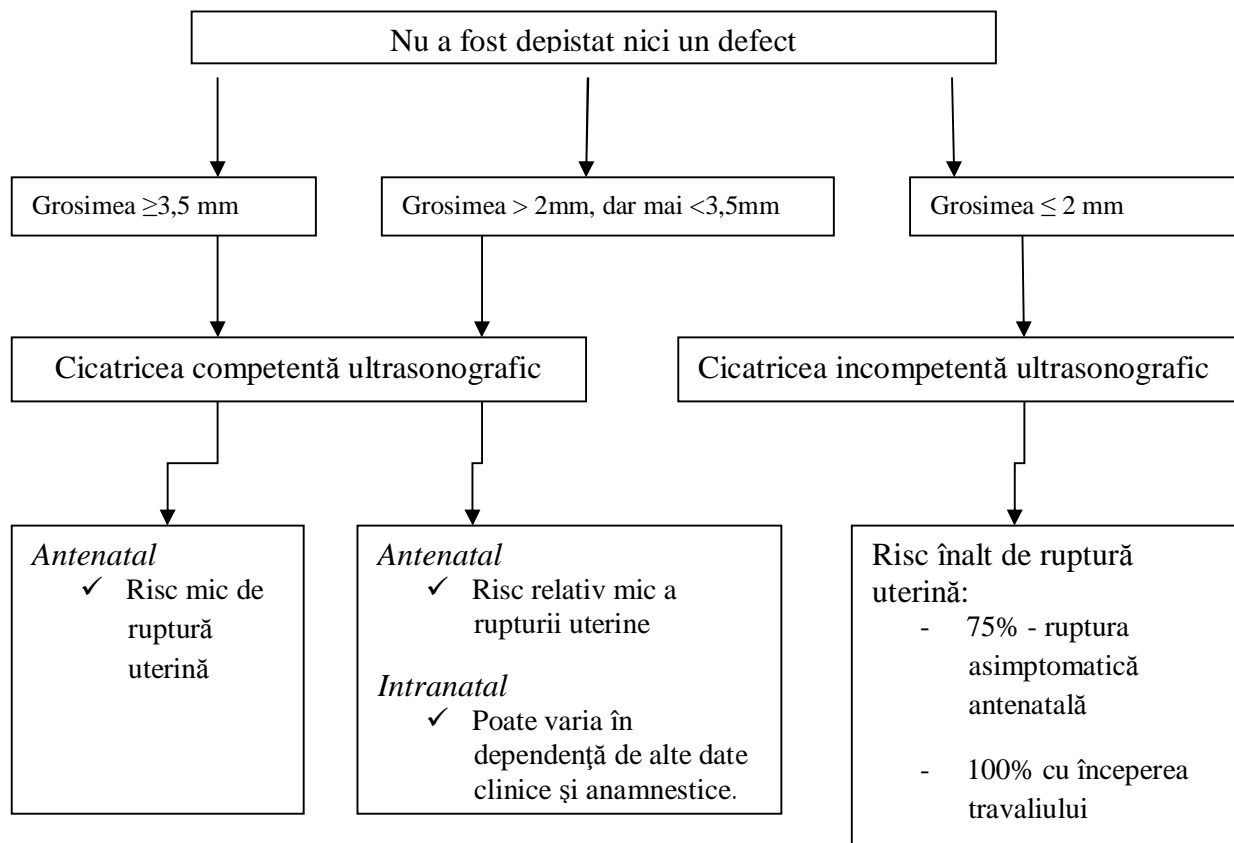 Nu a fost depistat nici un defect
Grosimea ≥3,5 mm
Grosimea > 2mm, dar mai <3,5mm
Grosimea ≤ 2 mm
Cicatricea competentă ultrasonografic
Cicatricea incompetentă ultrasonografic
Antenatal
✓ Risc mic de
ruptură
uterină
Antenatal
✓ Risc relativ mic a
rupturii uterine
Intranatal
✓ Poate varia în
dependenţă de alte date
clinice şi anamnestice.
Risc înalt de ruptură
uterină:
- 75% - ruptura
asimptomatică
antenatală
- 100% cu începerea
travaliului